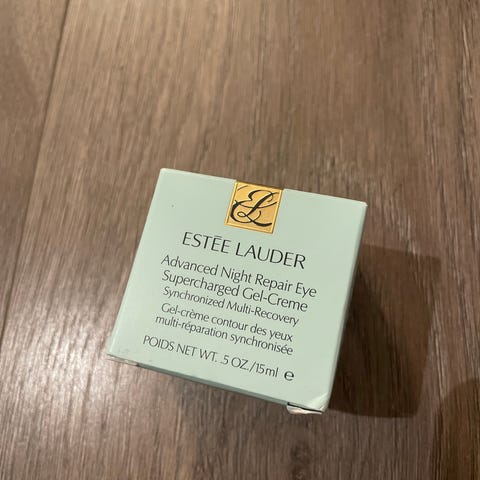 EL
ESTĒE LAUDER
Advanced Night Repair Eye
Supercharged Gel-Creme
Synchronized Multi-Recovery
Gel-crème contour des yeux
multi-réparation synchronisée
POIDS NET WT. .5 OZ./15ml e